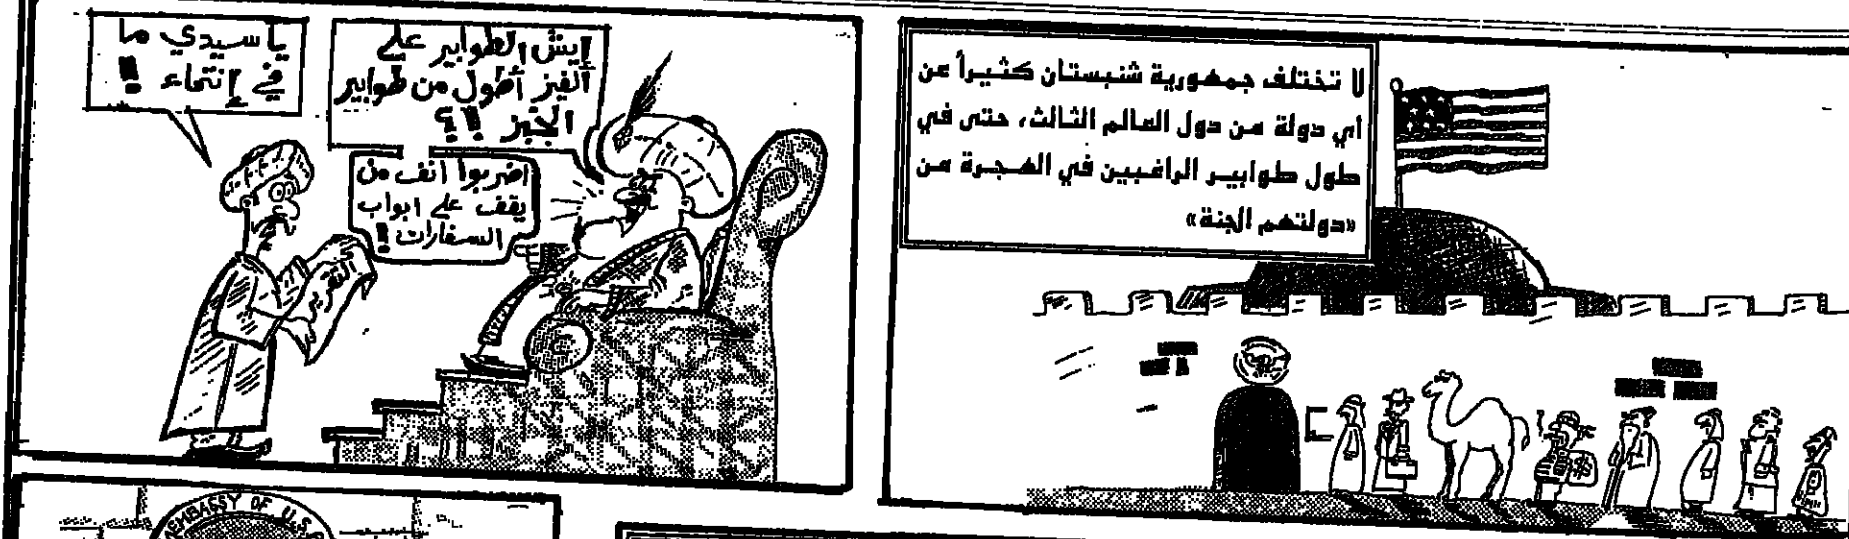 لا تختلف جمهورية شنبستان كثيراً عن
أي دولة من دول العالم الثالث، حتى في
طول طوابير الراغبين في الهجرة من
«دولتهم الجنة»
إيش الطوابير على
الفيز أطول من طوابير
الخبز !!؟
اضربوا انف من
يقف على ابواب
السفارات !!
يا سيدي ما
في إنتماء !!
التقرير
EMBASSY OF U.S.